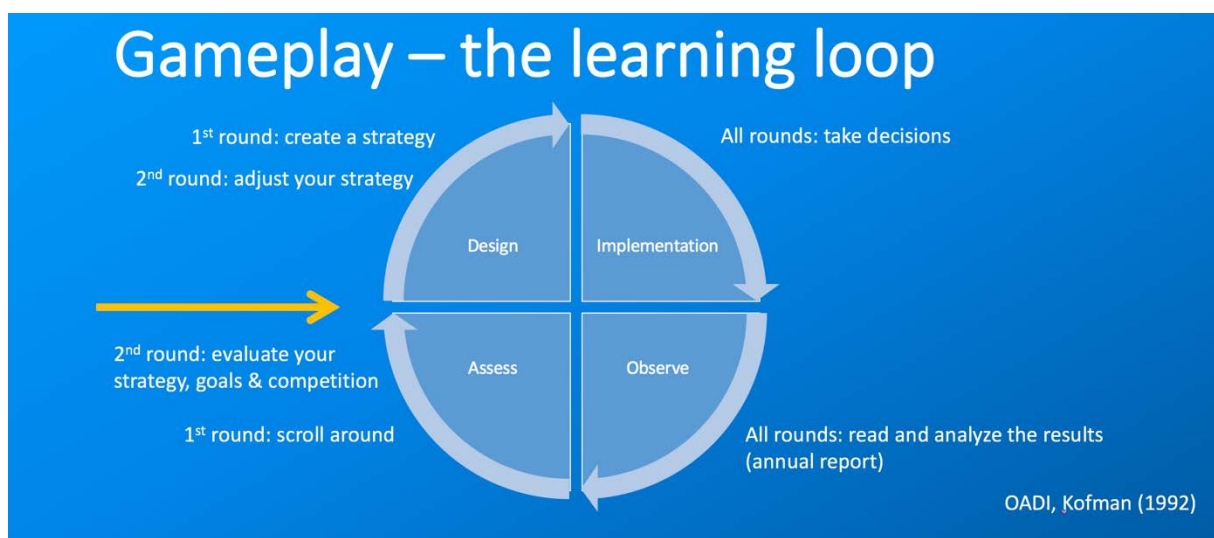 Gameplay – the learning loop
1st round: create a strategy
2nd round: adjust your strategy
All rounds: take decisions
Design
Implementation
2nd round: evaluate your
strategy, goals & competition
1st round: scroll around
Assess
Observe
All rounds: read and analyze the results
(annual report)
OADI, Kofman (1992)